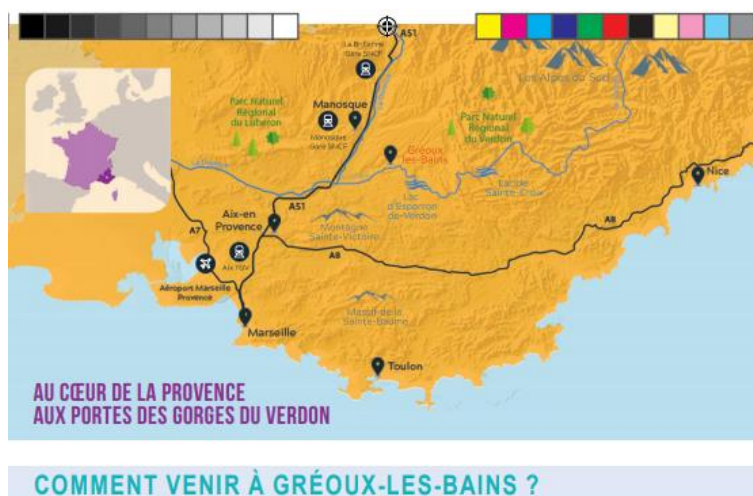 A51
La Brillanne
Gare SNCF
Les Alpes du Sud
Parc Naturel
Régional
du Luberon
Manosque
Manosque
Gare SNCF
Parc Naturel
Régional
du Verdon
Gréoux
les-Bains
Lac de
Sainte-Croix
Lac
d'Esparron
de-Verdon
Nice
A51
Aix-en
Provence
Montagne
Sainte-Victoire
A7
A8
A8
Aix TGV
Aéroport Marseille
Provence
Massif de la
Sainte-Baume
Marseille
Toulon
AU CŒUR DE LA PROVENCE
AUX PORTES DES GORGES DU VERDON
COMMENT VENIR À GRÉOUX-LES-BAINS ?